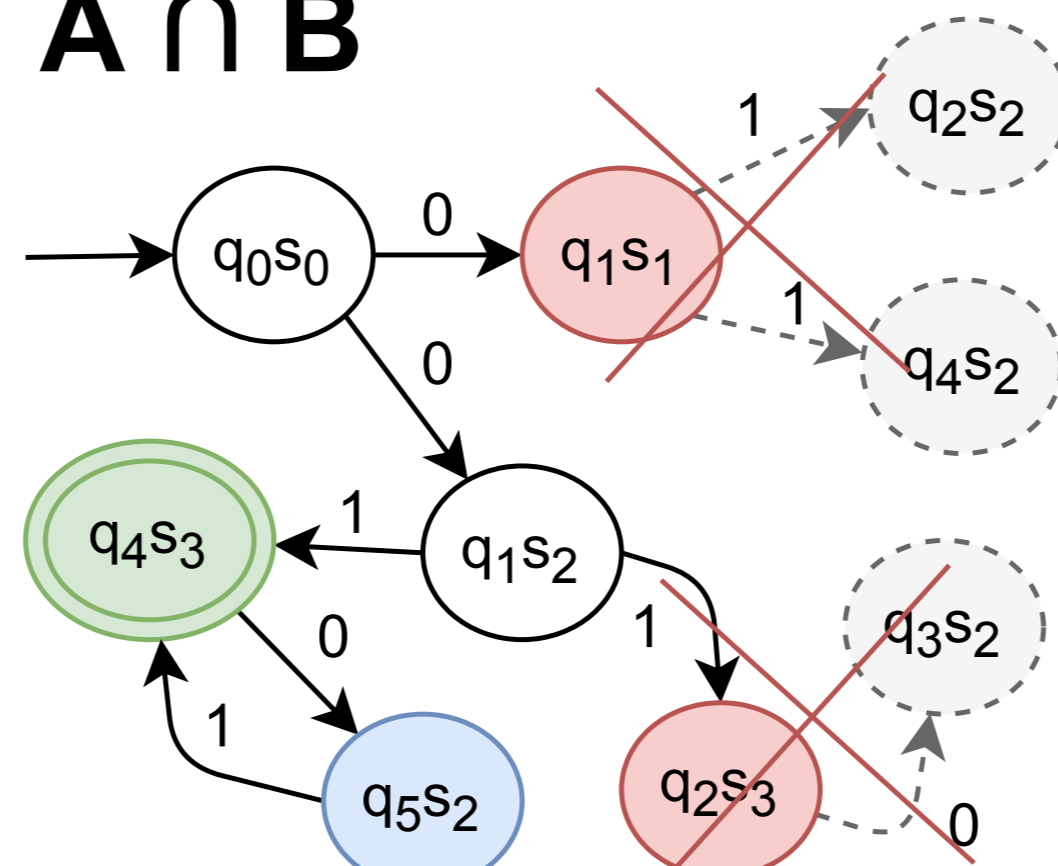 A ∩ B
1
q₂s₂
0
q₀s₀
q₁s₁
1
q₄s₂
0
1
q₄s₃
q₁s₂
1
q₃s₂
0
1
q₅s₂
q₂s₃
0